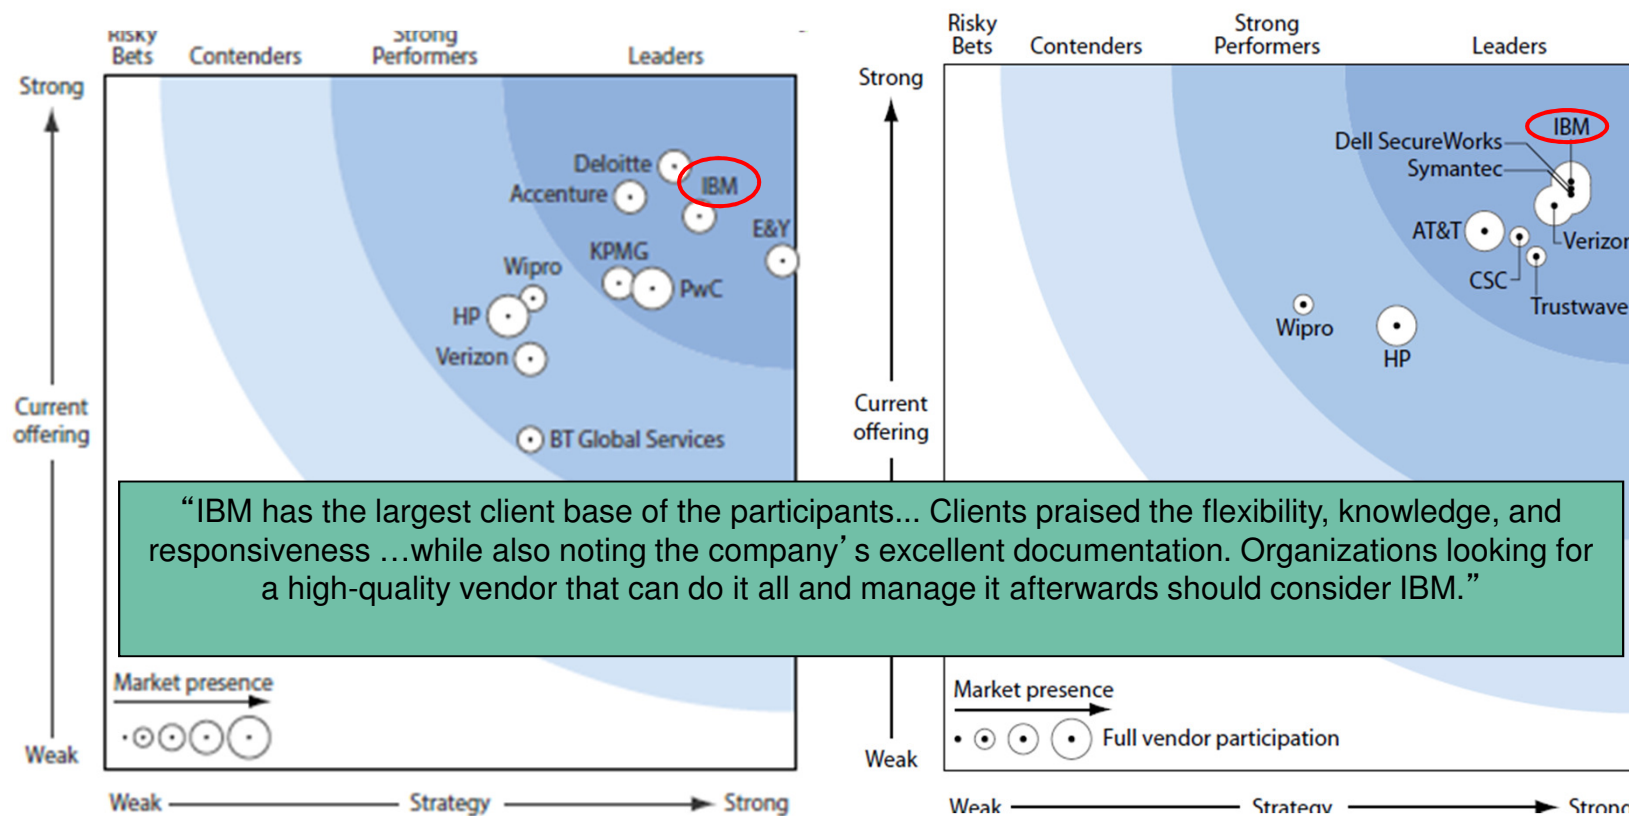 Risky
Bets
Contenders
Strong
Performers
Leaders
Strong
Deloitte
IBM
Accenture
E&Y
KPMG
Wipro
PwC
HP
Verizon
Current
offering
BT Global Services
Market presence
Weak
Weak
Strategy
Strong
Risky
Bets
Contenders
Strong
Performers
Leaders
Strong
IBM
Dell SecureWorks
Symantec
AT&T
Verizon
CSC
Trustwave
Wipro
HP
Current
offering
“IBM has the largest client base of the participants... Clients praised the flexibility, knowledge, and
responsiveness …while also noting the company’s excellent documentation. Organizations looking for
a high-quality vendor that can do it all and manage it afterwards should consider IBM.”
Market presence
Full vendor participation
Weak
Weak
Strategy
Strong